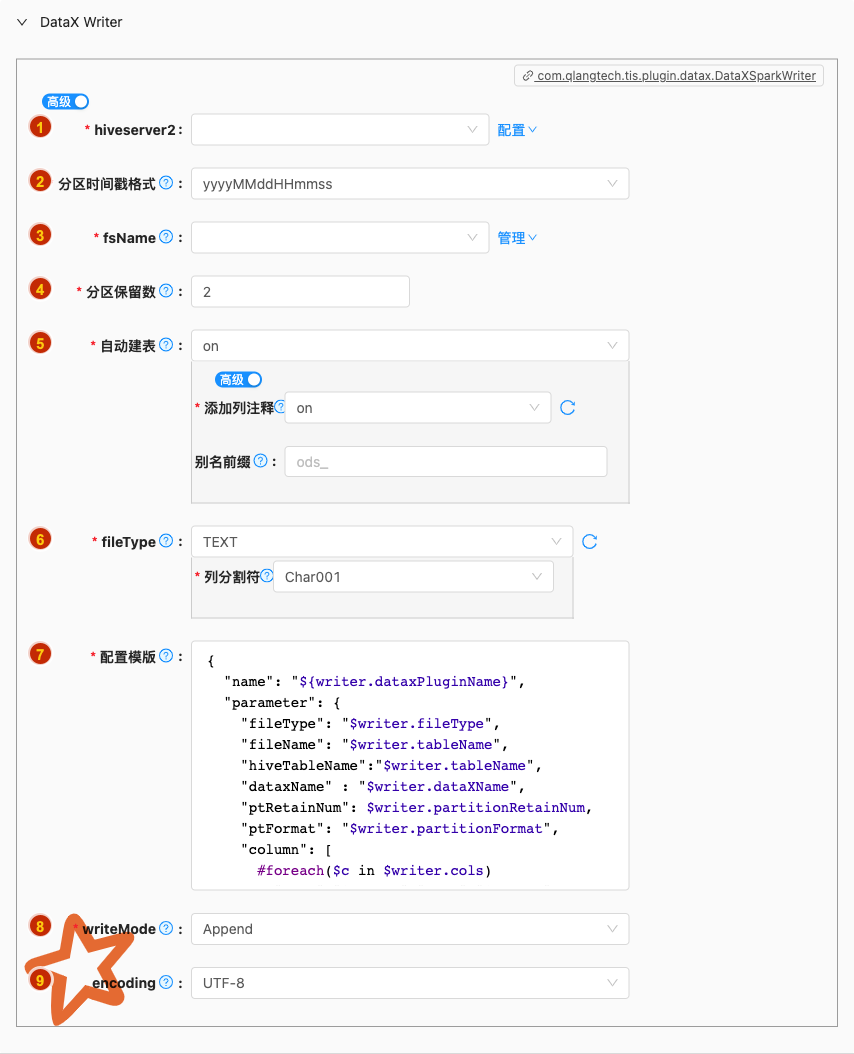 DataX Writer
com.qlangtech.tis.plugin.datax.DataXSparkWriter
高级
1 * hiveserver2: 配置
2 分区时间戳格式 ? : yyyyMMddHHmmss
3 * fsName ? : 管理
4 * 分区保留数 ? : 2
5 * 自动建表 ? : on
高级
* 添加列注释 ? on
别名前缀 ? : ods_
6 * fileType ? : TEXT
* 列分割符 ? Char001
7 * 配置模版 ? : {
"name": "${writer.dataxPluginName}",
"parameter": {
"fileType": "$writer.fileType",
"fileName": "$writer.tableName",
"hiveTableName":"$writer.tableName",
"dataxName" : "$writer.dataXName",
"ptRetainNum": $writer.partitionRetainNum,
"ptFormat": "$writer.partitionFormat",
"column": [
#foreach($c in $writer.cols)
8 * writeMode ? : Append
9 encoding ? : UTF-8